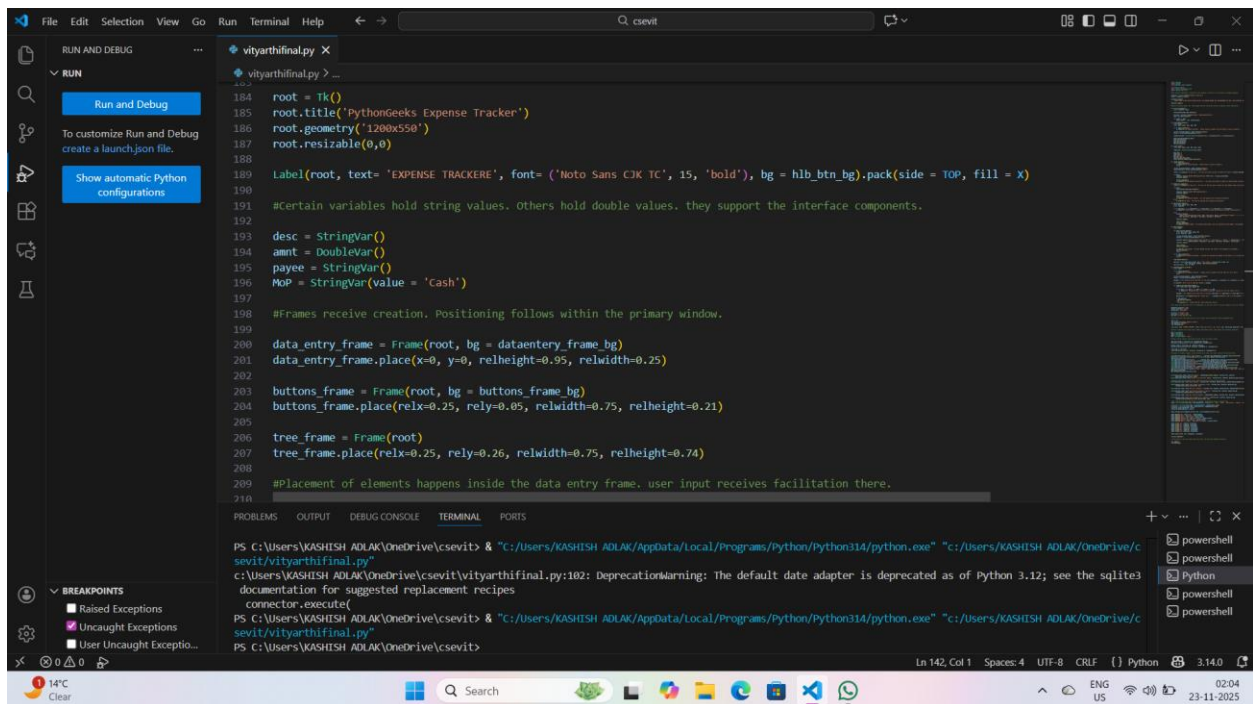 File Edit Selection View Go Run Terminal Help
csevit
RUN AND DEBUG
RUN
Run and Debug
To customize Run and Debug
create a launch.json file.
Show automatic Python
configurations
vityarthifinal.py
vityarthifinal.py > ...
184 root = Tk()
185 root.title('PythonGeeks Expense Tracker')
186 root.geometry('1200x550')
187 root.resizable(0,0)
188
189 Label(root, text= 'EXPENSE TRACKERE', font= ('Noto Sans CJK TC', 15, 'bold'), bg = hlb_btn_bg).pack(side = TOP, fill = X)
190
191 #Certain variables hold string values. Others hold double values. they support the interface components.
192
193 desc = StringVar()
194 amnt = DoubleVar()
195 payee = StringVar()
196 MoP = StringVar(value = 'Cash')
197
198 #Frames receive creation. Positioning follows within the primary window.
199
200 data_entry_frame = Frame(root, bg = dataentery_frame_bg)
201 data_entry_frame.place(x=0, y=0, relheight=0.95, relwidth=0.25)
202
203 buttons_frame = Frame(root, bg = buttons_frame_bg)
204 buttons_frame.place(relx=0.25, rely=0.05, relwidth=0.75, relheight=0.21)
205
206 tree_frame = Frame(root)
207 tree_frame.place(relx=0.25, rely=0.26, relwidth=0.75, relheight=0.74)
208
209 #Placement of elements happens inside the data entry frame. user input receives facilitation there.
210
PROBLEMS OUTPUT DEBUG CONSOLE TERMINAL PORTS
PS C:\Users\KASHISH ADLAK\OneDrive\csevit> & "C:/Users/KASHISH ADLAK/AppData/Local/Programs/Python/Python314/python.exe" "c:/Users/KASHISH ADLAK/OneDrive/c
sevit/vityarthifinal.py"
c:\Users\KASHISH ADLAK\OneDrive\csevit\vityarthifinal.py:102: DeprecationWarning: The default date adapter is deprecated as of Python 3.12; see the sqlite3
documentation for suggested replacement recipes
connector.execute(
PS C:\Users\KASHISH ADLAK\OneDrive\csevit> & "C:/Users/KASHISH ADLAK/AppData/Local/Programs/Python/Python314/python.exe" "c:/Users/KASHISH ADLAK/OneDrive/c
sevit/vityarthifinal.py"
PS C:\Users\KASHISH ADLAK\OneDrive\csevit>
powershell
powershell
Python
powershell
powershell
BREAKPOINTS
Raised Exceptions
Uncaught Exceptions
User Uncaught Exceptio...
0 0
Ln 142, Col 1 Spaces: 4 UTF-8 CRLF {} Python 3.14.0
1
14°C
Clear
Search
ENG
US
02:04
23-11-2025